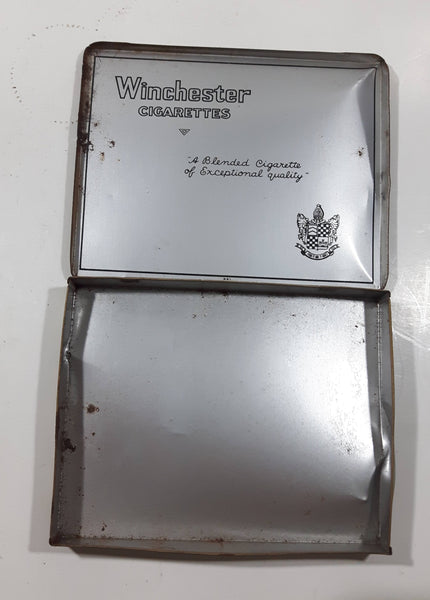 Winchester
CIGARETTES
"A Blended Cigarette
of Exceptional quality"